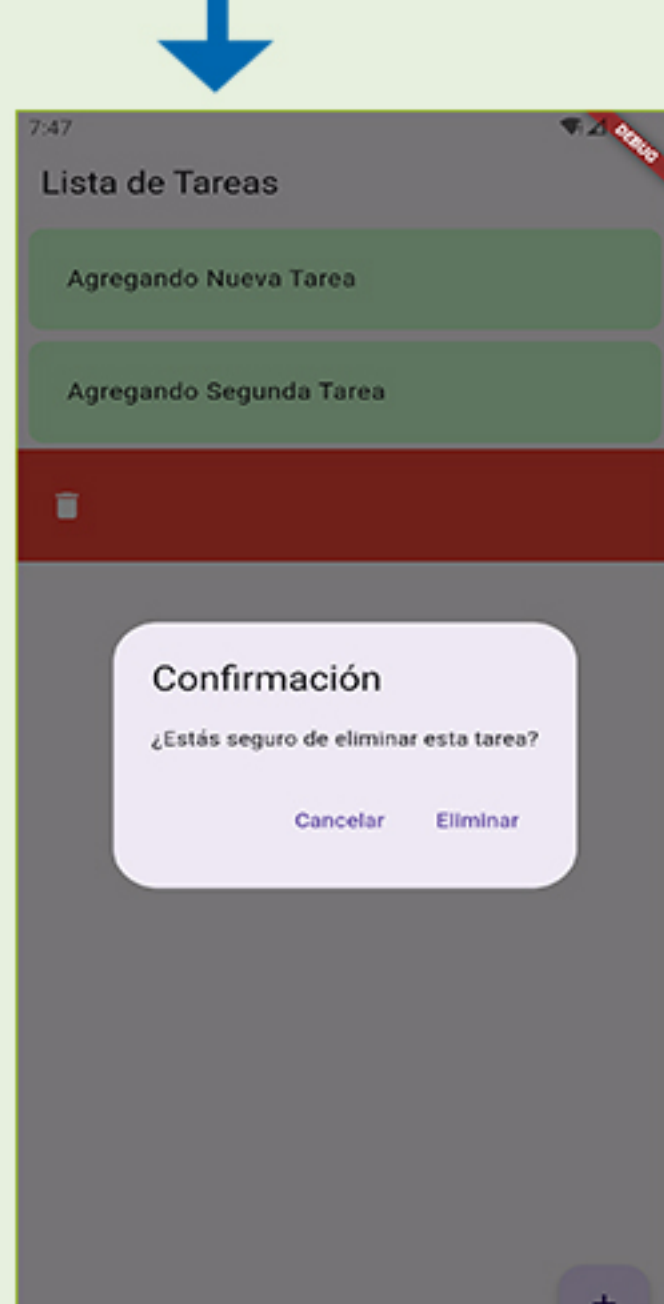 7:47
DEBUG
Lista de Tareas
Agregando Nueva Tarea
Agregando Segunda Tarea
Confirmación
¿Estás seguro de eliminar esta tarea?
Cancelar Eliminar
+